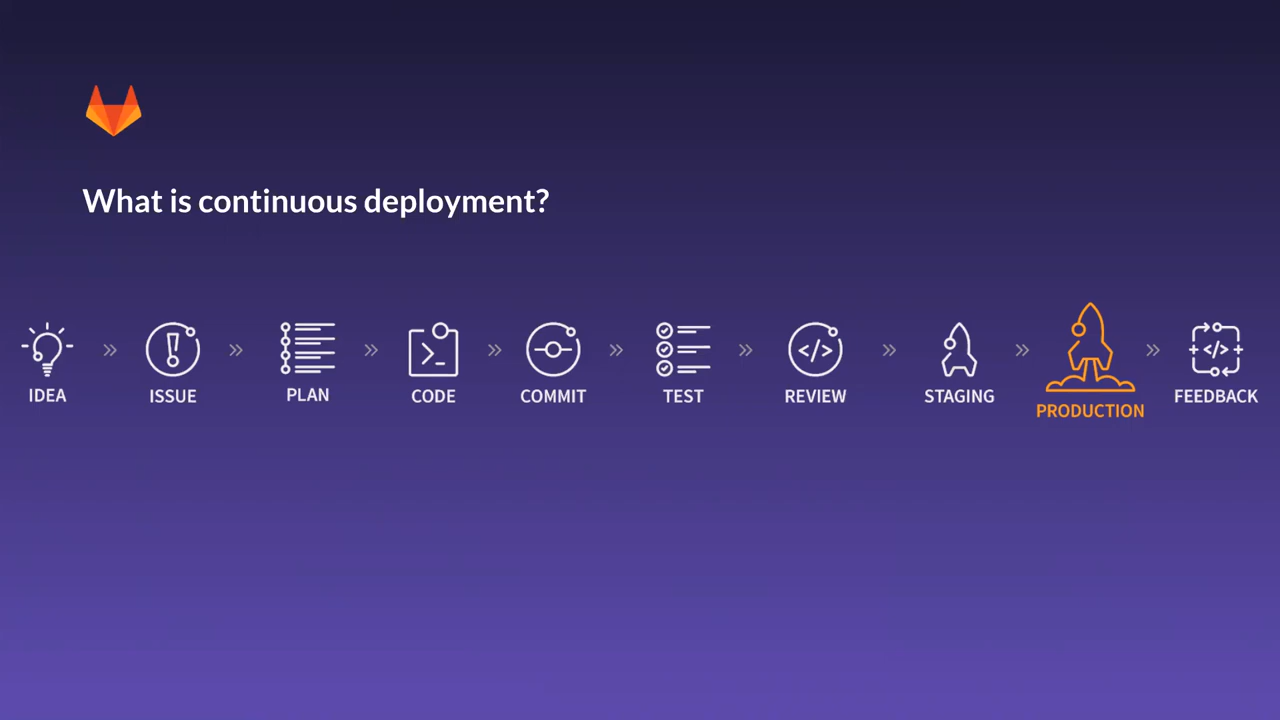 What is continuous deployment?
IDEA
ISSUE
PLAN
CODE
COMMIT
TEST
REVIEW
STAGING
PRODUCTION
FEEDBACK